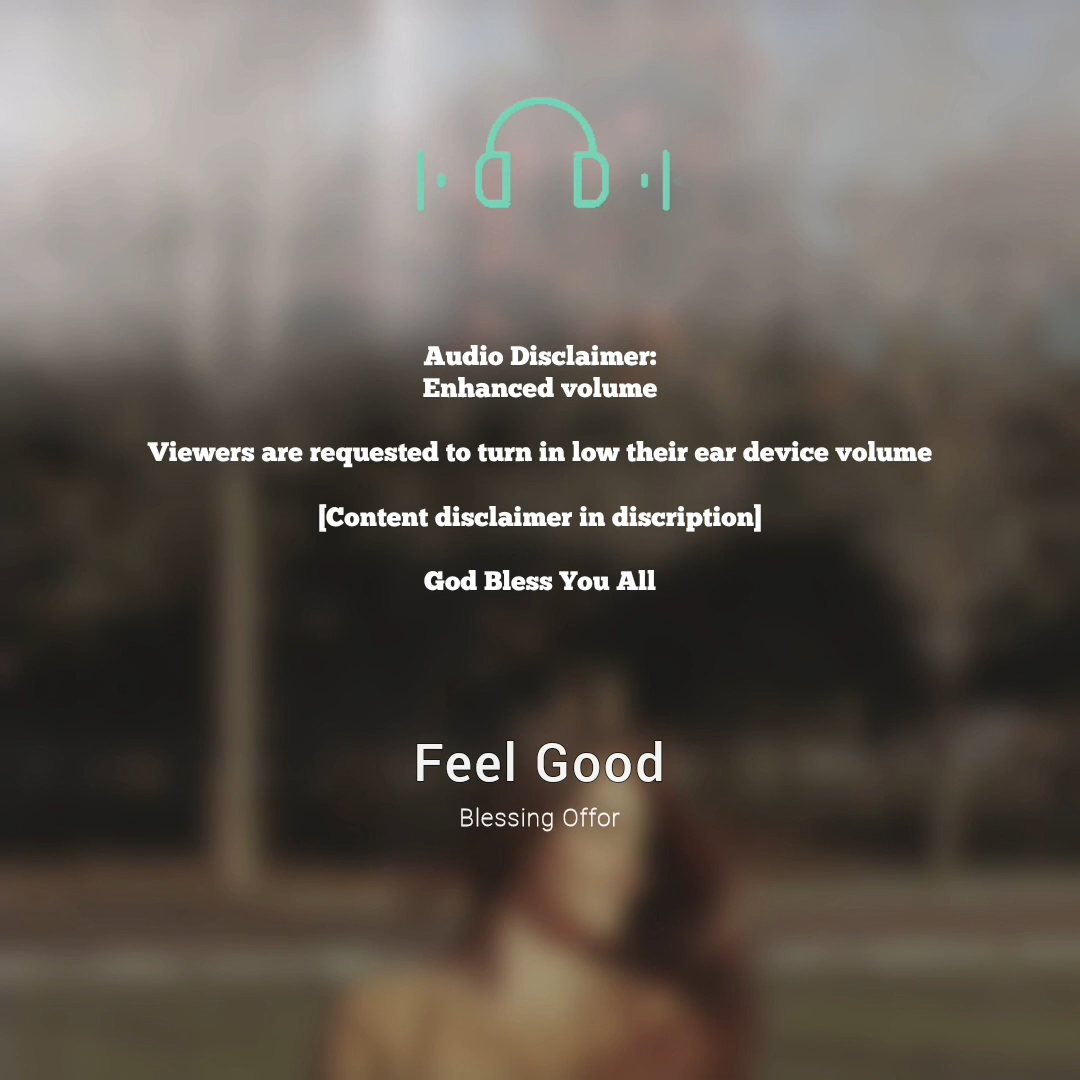 Audio Disclaimer:
Enhanced volume
Viewers are requested to turn in low their ear device volume
[Content disclaimer in discription]
God Bless You All
Feel Good
Blessing Offor